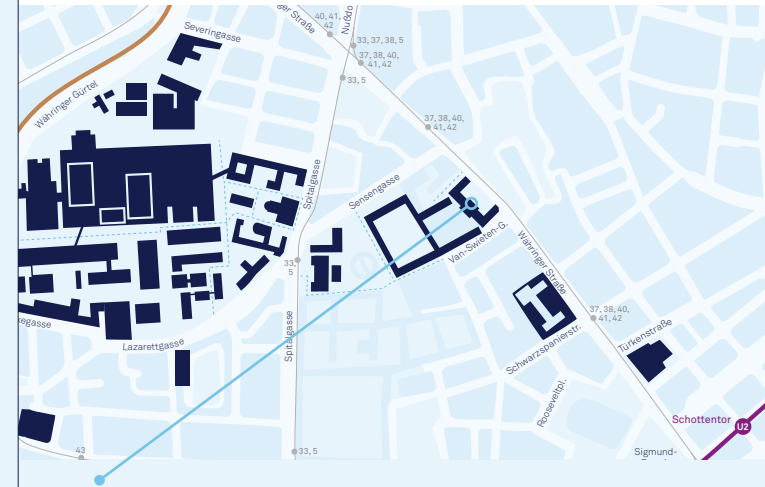 ger Straße
40, 41,
42
Nußdo
Severingasse
33, 37, 38, 5
37, 38, 40,
41, 42
33, 5
Währinger Gürtel
37, 38, 40,
41, 42
Spitalgasse
Sensengasse
Van-Swieten-G.
Währinger Straße
33,
5
37, 38, 40,
41, 42
Spitalgasse
Türkenstraße
Schwarzspanierstr.
Lazarettgasse
Rooseveltpl.
Schottentor
U2
43
33, 5
Sigmund-